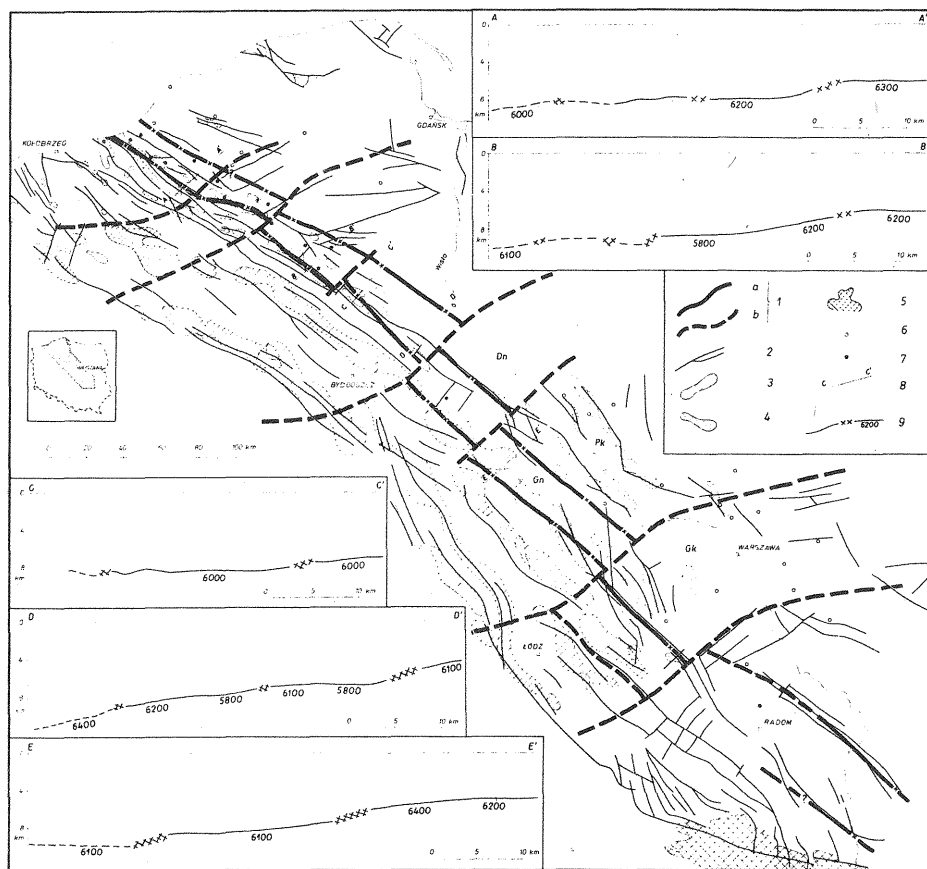 A A'
0
4
6
km
6000 6200 6300
0 5 10 km
B B'
0
4
8
km
6100 5800 6200 6200
0 5 10 km
KOŁOBRZEG
GDAŃSK
Wisła
C'
C
D'
D
BYDGOSZCZ
WARSZAWA
0 20 40 60 80 100 km
a
b 1
2
3
4
5
6
7
c c' 8
6200 9
Dn
Pk
Gn
Gk
WARSZAWA
ŁÓDŹ
RADOM
?
C C'
0
4
8
km
6000 6000
0 5 10 km
D D'
0
4
8
6400 6200 5800 6100 5800 6100
0 5 10 km
E E'
4
8
km
6100 6100 6400 6200
0 5 10 km